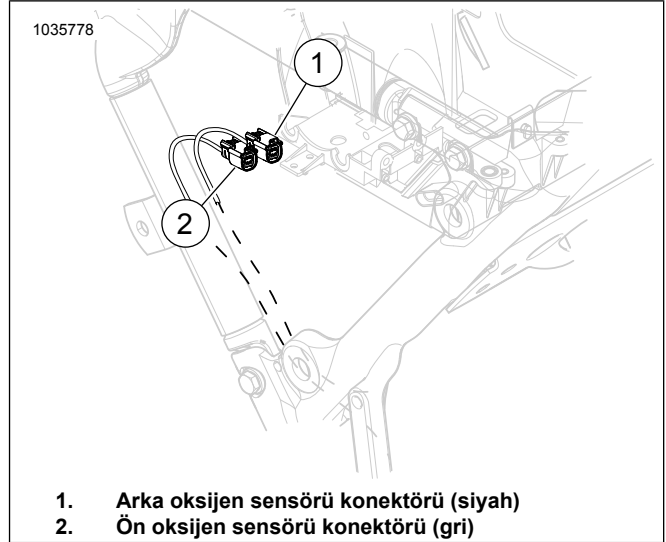 1035778
1
2
1. Arka oksijen sensörü konektörü (siyah)
2. Ön oksijen sensörü konektörü (gri)